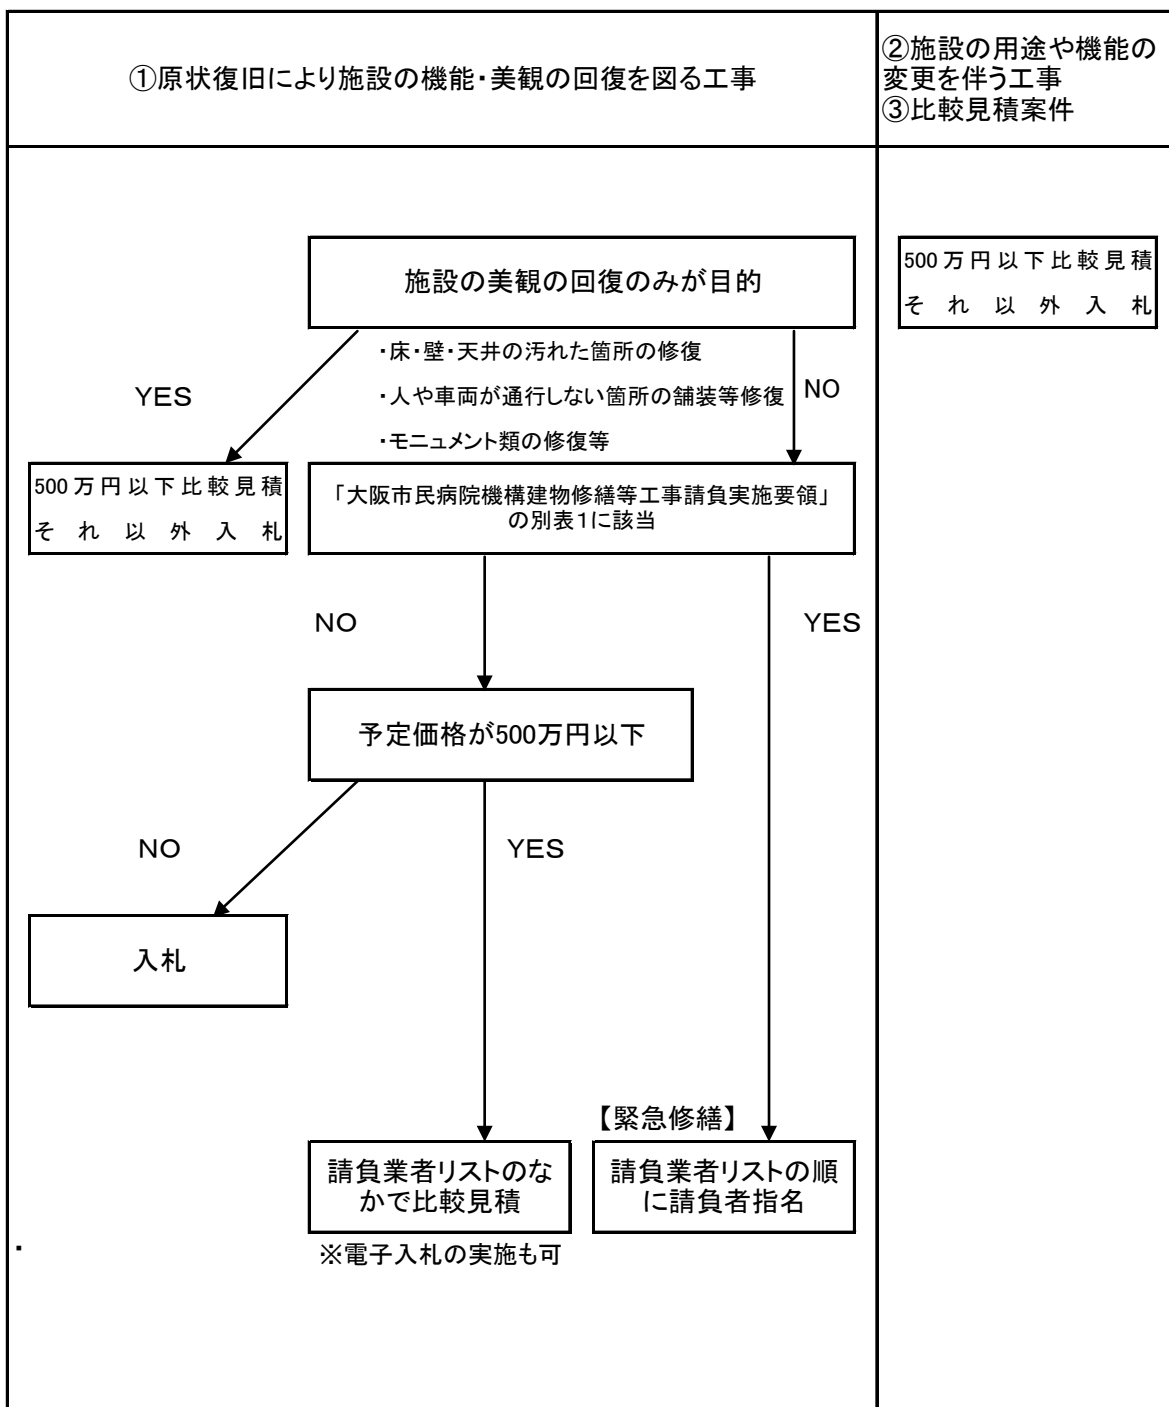 ①原状復旧により施設の機能・美観の回復を図る工事
②施設の用途や機能の
変更を伴う工事
③比較見積案件
施設の美観の回復のみが目的
500万円以下比較見積
それ以外入札
・床・壁・天井の汚れた箇所の修復
・人や車両が通行しない箇所の舗装等修復
・モニュメント類の修復等
YES
NO
500万円以下比較見積
それ以外入札
「大阪市民病院機構建物修繕等工事請負実施要領」
の別表1に該当
NO
YES
予定価格が500万円以下
NO
YES
入札
【緊急修繕】
請負業者リストのな
かで比較見積
請負業者リストの順
に請負者指名
※電子入札の実施も可